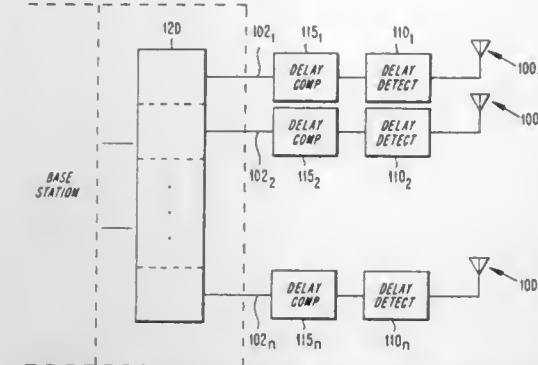 120 102₁ 115₁ 110₁
DELAY COMP DELAY DETECT 100
DELAY COMP DELAY DETECT 100
102₂ 115₂ 110₂
BASE STATION
DELAY COMP DELAY DETECT 100
102ₙ 115ₙ 110ₙ